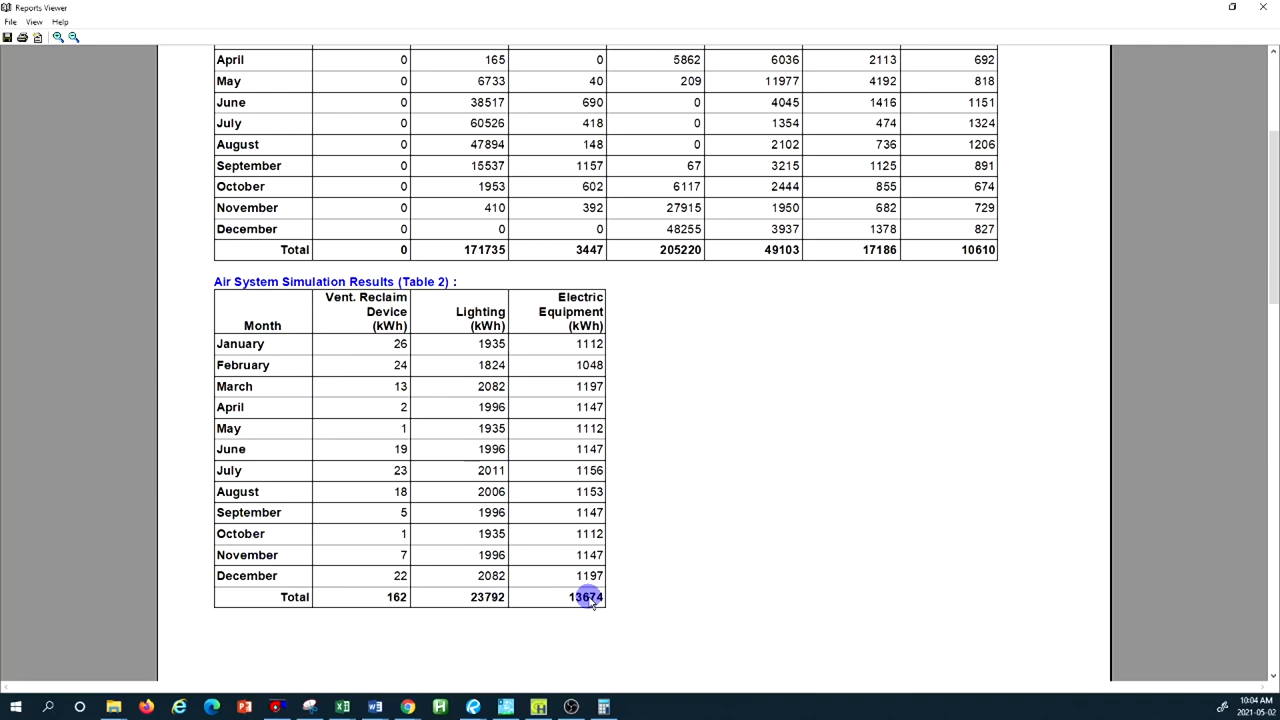 Reports Viewer
File View Help
April 0 165 0 5862 6036 2113 692
May 0 6733 40 209 11977 4192 818
June 0 38517 690 0 4045 1416 1151
July 0 60526 418 0 1354 474 1324
August 0 47894 148 0 2102 736 1206
September 0 15537 1157 67 3215 1125 891
October 0 1953 602 6117 2444 855 674
November 0 410 392 27915 1950 682 729
December 0 0 0 48255 3937 1378 827
Total 0 171735 3447 205220 49103 17186 10610
Air System Simulation Results (Table 2) :
Month
Vent. Reclaim
Device
(kWh)
Lighting
(kWh)
Electric
Equipment
(kWh)
January 26 1935 1112
February 24 1824 1048
March 13 2082 1197
April 2 1996 1147
May 1 1935 1112
June 19 1996 1147
July 23 2011 1156
August 18 2006 1153
September 5 1996 1147
October 1 1935 1112
November 7 1996 1147
December 22 2082 1197
Total 162 23792 13674
10:04 AM
2021-05-02